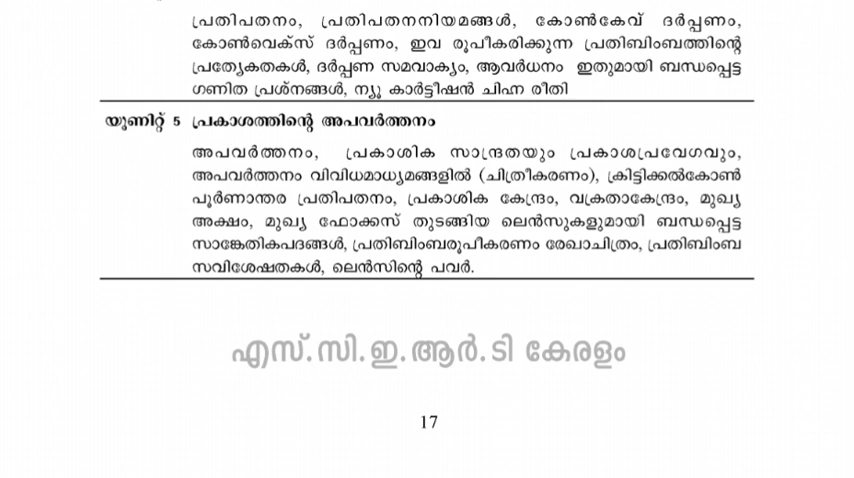 പ്രതിപതനം, പ്രതിപതനനിയമങ്ങൾ, കോൺകേവ് ദർപ്പണം,
കോൺവെക്സ് ദർപ്പണം, ഇവ രൂപീകരിക്കുന്ന പ്രതിബിംബത്തിന്റെ
പ്രത്യേകതകൾ, ദർപ്പണ സമവാക്യം, ആവർധനം ഇതുമായി ബന്ധപ്പെട്ട
ഗണിത പ്രശ്നങ്ങൾ, ന്യൂ കാർട്ടീഷൻ ചിഹ്ന രീതി
യൂണിറ്റ് 5 പ്രകാശത്തിന്റെ അപവർത്തനം
അപവർത്തനം, പ്രകാശിക സാന്ദ്രതയും പ്രകാശപ്രവേഗവും,
അപവർത്തനം വിവിധമാധ്യമങ്ങളിൽ (ചിത്രീകരണം), ക്രിട്ടിക്കൽകോൺ
പൂർണാന്തര പ്രതിപതനം, പ്രകാശിക കേന്ദ്രം, വക്രതാകേന്ദ്രം, മുഖ്യ
അക്ഷം, മുഖ്യ ഫോക്കസ് തുടങ്ങിയ ലെൻസുകളുമായി ബന്ധപ്പെട്ട
സാങ്കേതികപദങ്ങൾ, പ്രതിബിംബരൂപീകരണം രേഖാചിത്രം, പ്രതിബിംബ
സവിശേഷതകൾ, ലെൻസിന്റെ പവർ.
എസ്.സി.ഇ.ആർ.ടി കേരളം
17